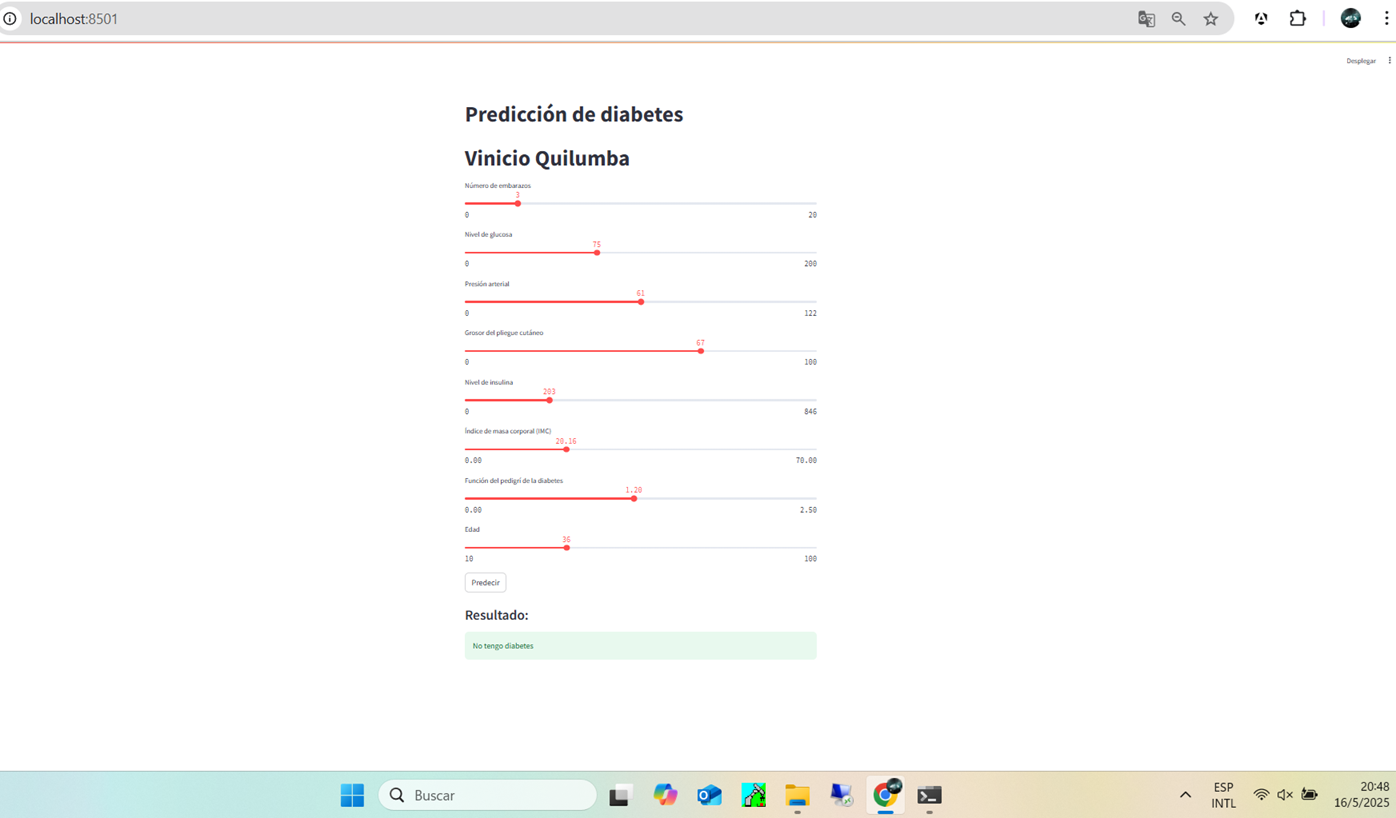 localhost:8501
Desplegar
Predicción de diabetes
Vinicio Quilumba
Número de embarazos
3
0 20
Nivel de glucosa
75
0 200
Presión arterial
61
0 122
Grosor del pliegue cutáneo
67
0 100
Nivel de insulina
203
0 846
Índice de masa corporal (IMC)
20.16
0.00 70.00
Función del pedigrí de la diabetes
1.20
0.00 2.50
Edad
36
10 100
Predecir
Resultado:
No tengo diabetes
Buscar
ESP
INTL
20:48
16/5/2025